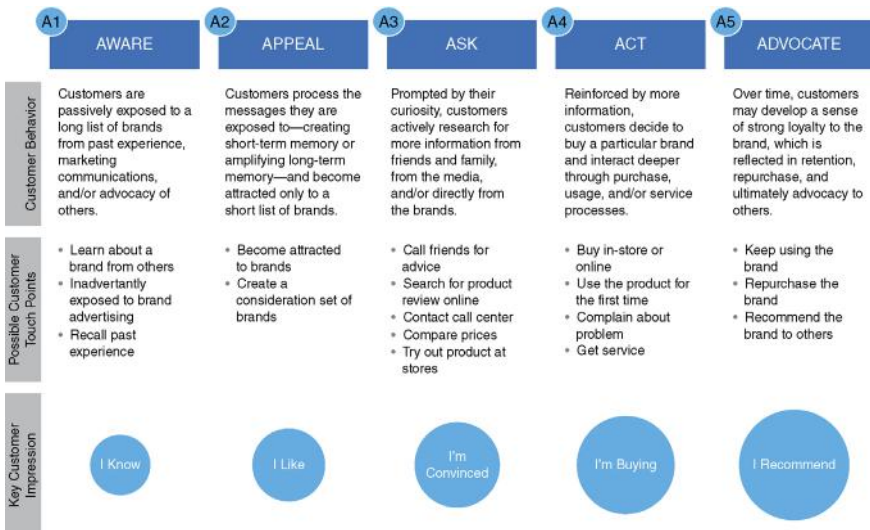 A1
AWARE
A2
APPEAL
A3
ASK
A4
ACT
A5
ADVOCATE
Customer Behavior
Customers are
passively exposed to a
long list of brands
from past experience,
marketing
communications,
and/or advocacy of
others.
Customers process the
messages they are
exposed to—creating
short-term memory or
amplifying long-term
memory—and become
attracted only to a
short list of brands.
Prompted by their
curiosity, customers
actively research for
more information from
friends and family,
from the media,
and/or directly from
the brands.
Reinforced by more
information,
customers decide to
buy a particular brand
and interact deeper
through purchase,
usage, and/or service
processes.
Over time, customers
may develop a sense
of strong loyalty to the
brand, which is
reflected in retention,
repurchase, and
ultimately advocacy to
others.
Possible Customer
Touch Points
• Learn about a
brand from others
• Inadvertantly
exposed to brand
advertising
• Recall past
experience
• Become attracted
to brands
• Create a
consideration set of
brands
• Call friends for
advice
• Search for product
review online
• Contact call center
• Compare prices
• Try out product at
stores
• Buy in-store or
online
• Use the product for
the first time
• Complain about
problem
• Get service
• Keep using the
brand
• Repurchase the
brand
• Recommend the
brand to others
Key Customer
Impression
I Know
I Like
I'm
Convinced
I'm Buying
I Recommend